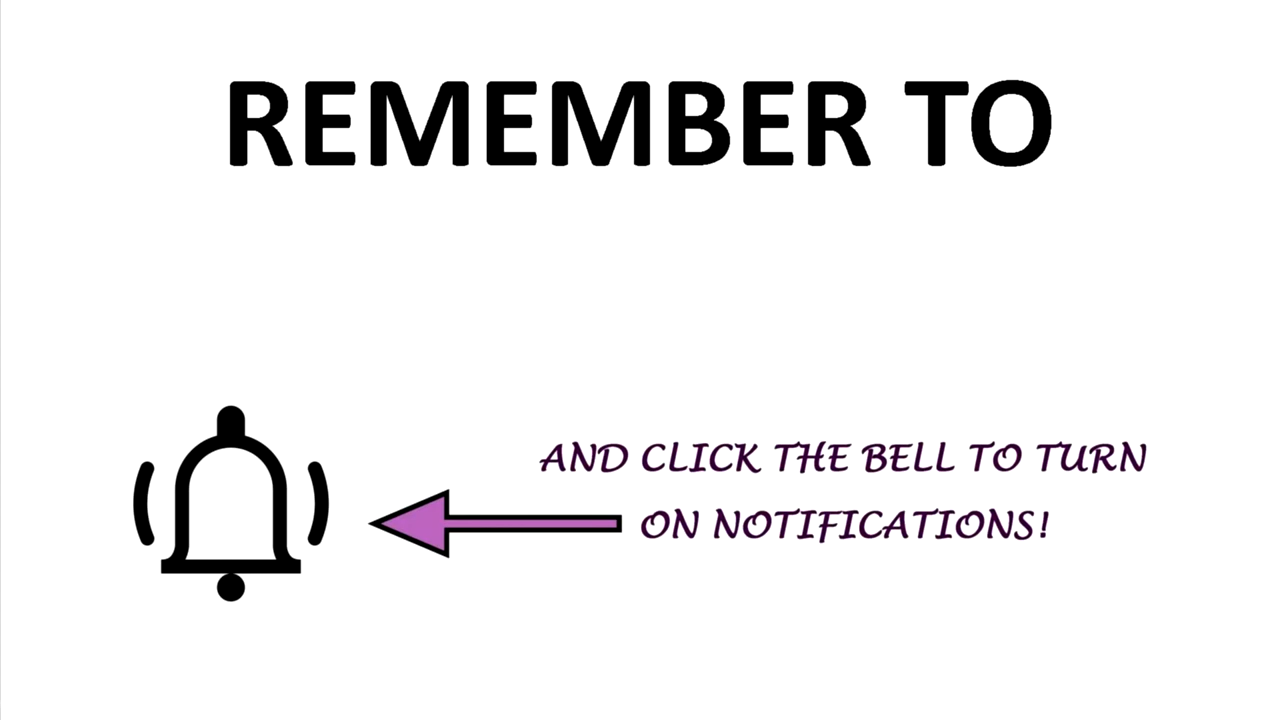 REMEMBER TO
AND CLICK THE BELL TO TURN
ON NOTIFICATIONS!